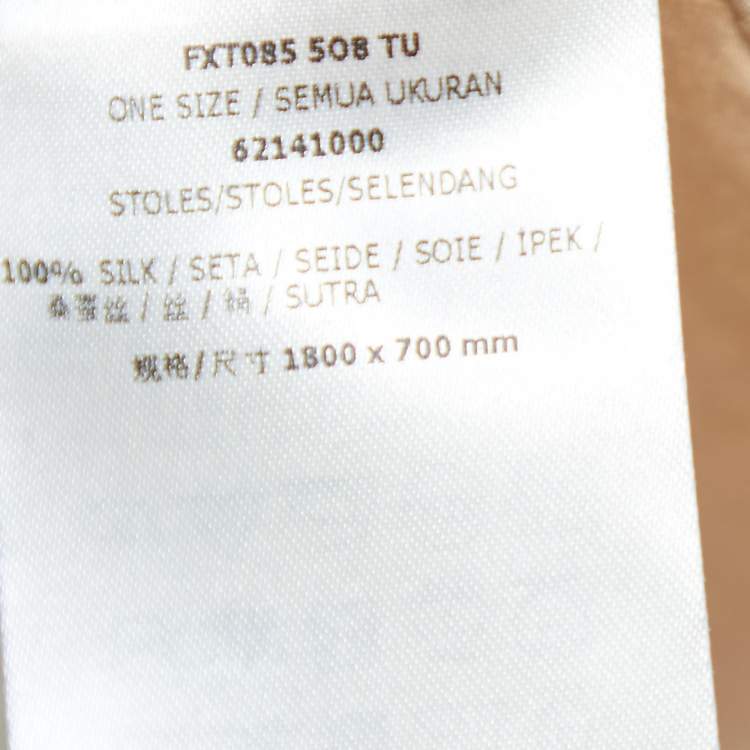 FXT085 508 TU
ONE SIZE / SEMUA UKURAN
62141000
STOLES/STOLES/SELENDANG
100% SILK / SETA / SEIDE / SOIE / İPEK /
桑蚕丝 / 丝 / 絹 / SUTRA
规格/尺寸 1800 x 700 mm